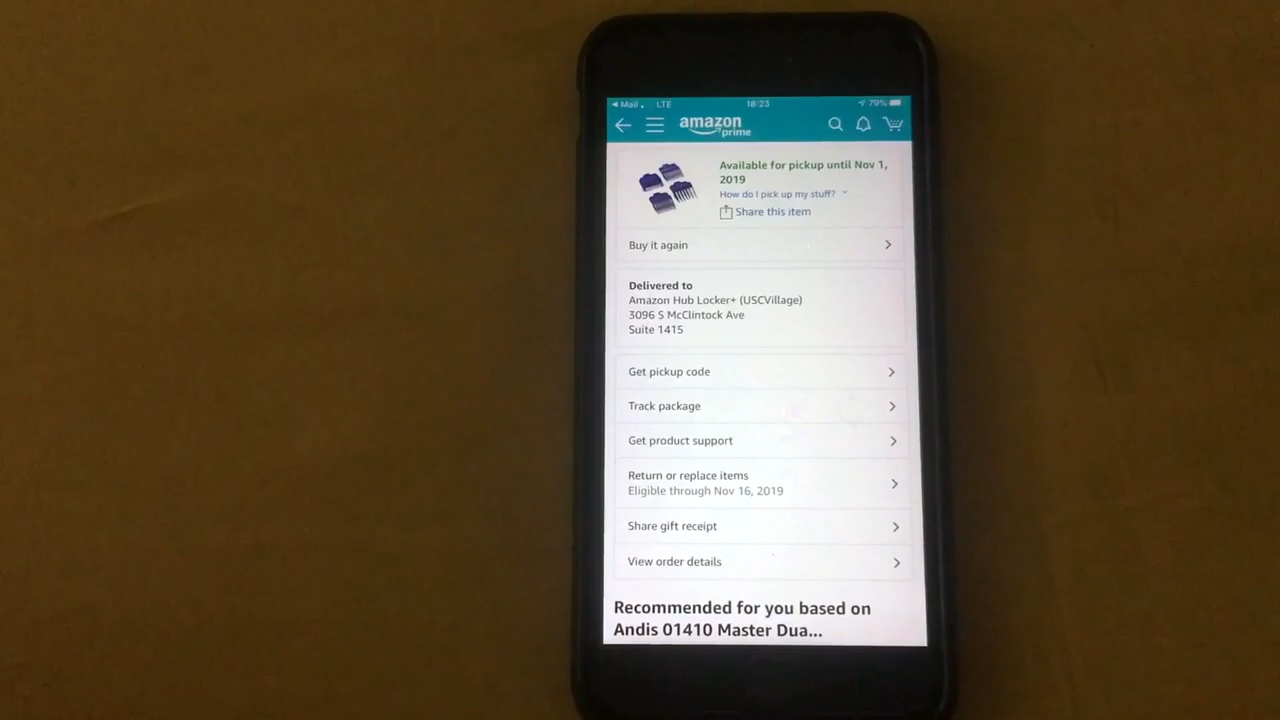 Mail LTE 18:23 79%
amazon
prime
Available for pickup until Nov 1,
2019
How do I pick up my stuff?
Share this item
Buy it again
Delivered to
Amazon Hub Locker+ (USCVillage)
3096 S McClintock Ave
Suite 1415
Get pickup code
Track package
Get product support
Return or replace items
Eligible through Nov 16, 2019
Share gift receipt
View order details
Recommended for you based on
Andis 01410 Master Dua...